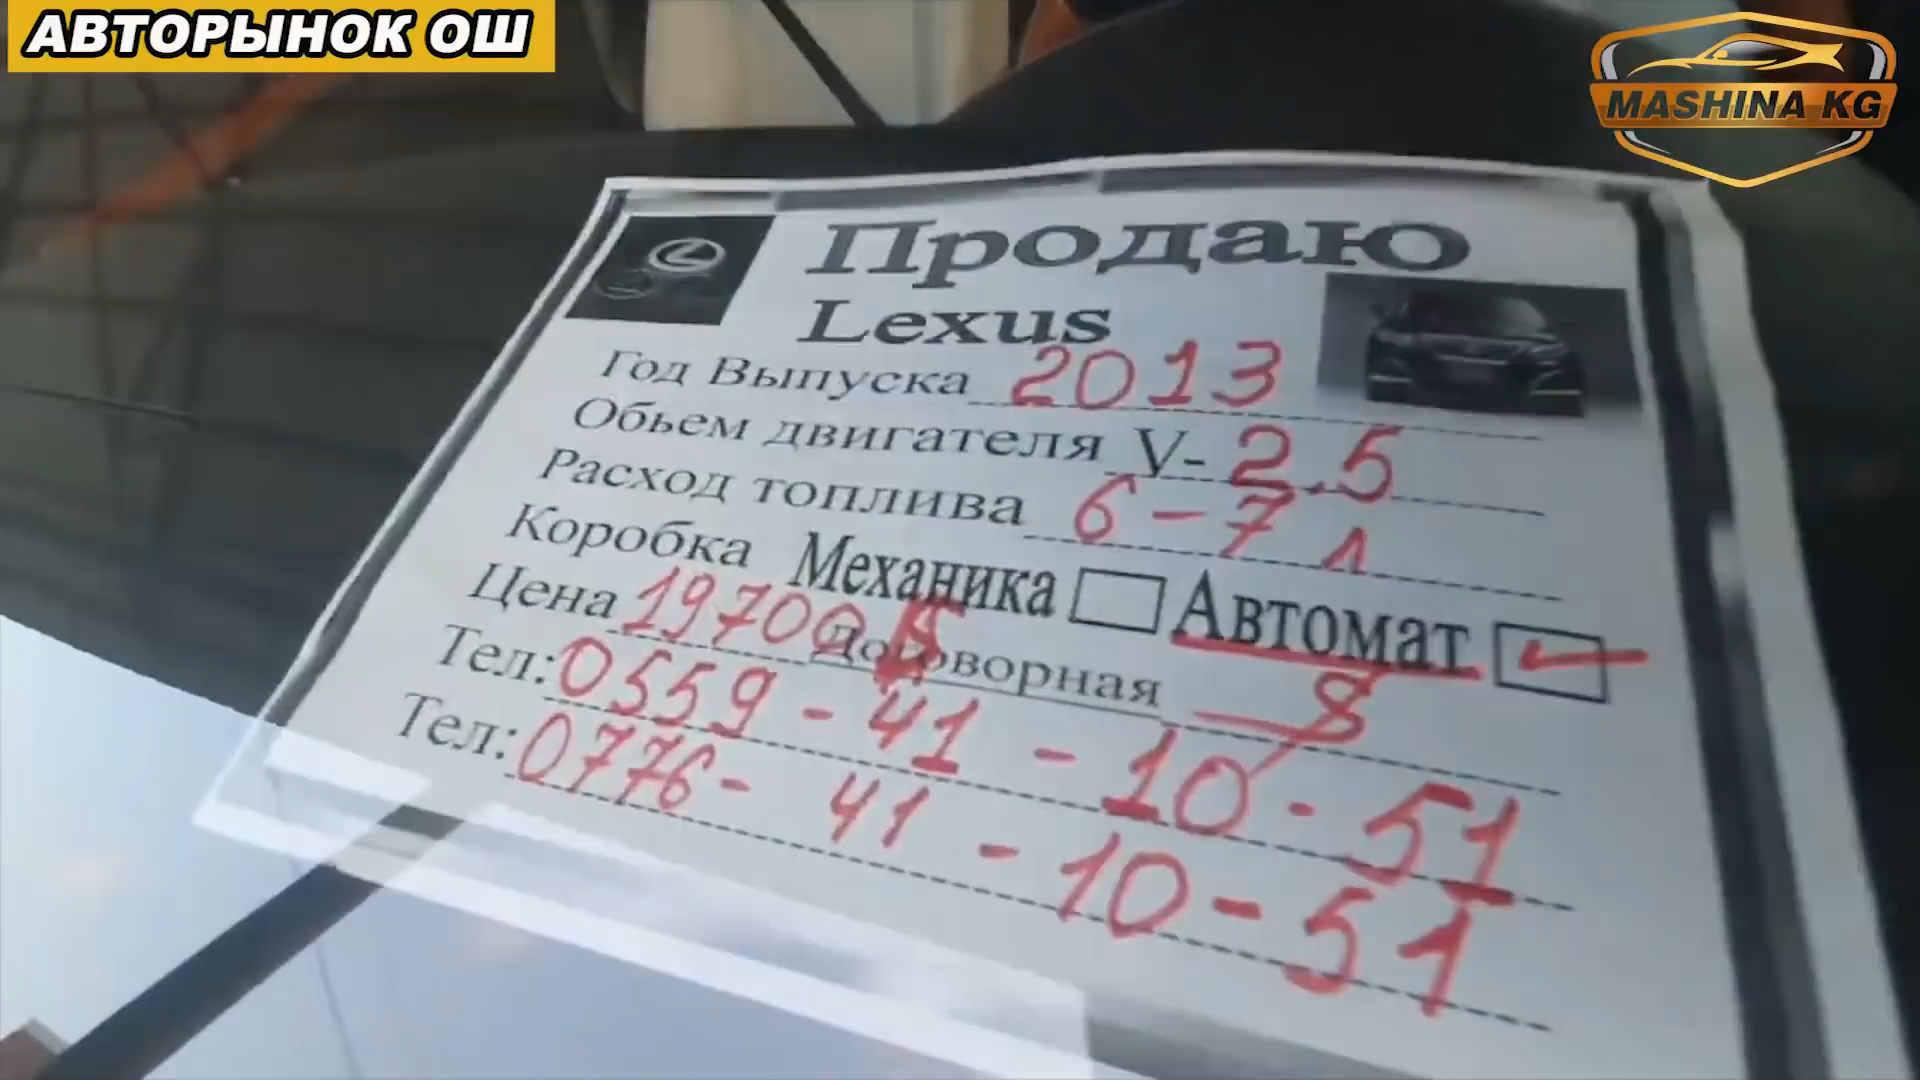 АВТОРЫНОК ОШ
MASHINA KG
Продаю
Lexus
Год Выпуска 2013
Обьем двигателя V- 2.5
Расход топлива 6-7 л
Коробка Механика Автомат
Цена 19700 Договорная
Тел: 0559-41-10-51
Тел: 0776-41-10-51